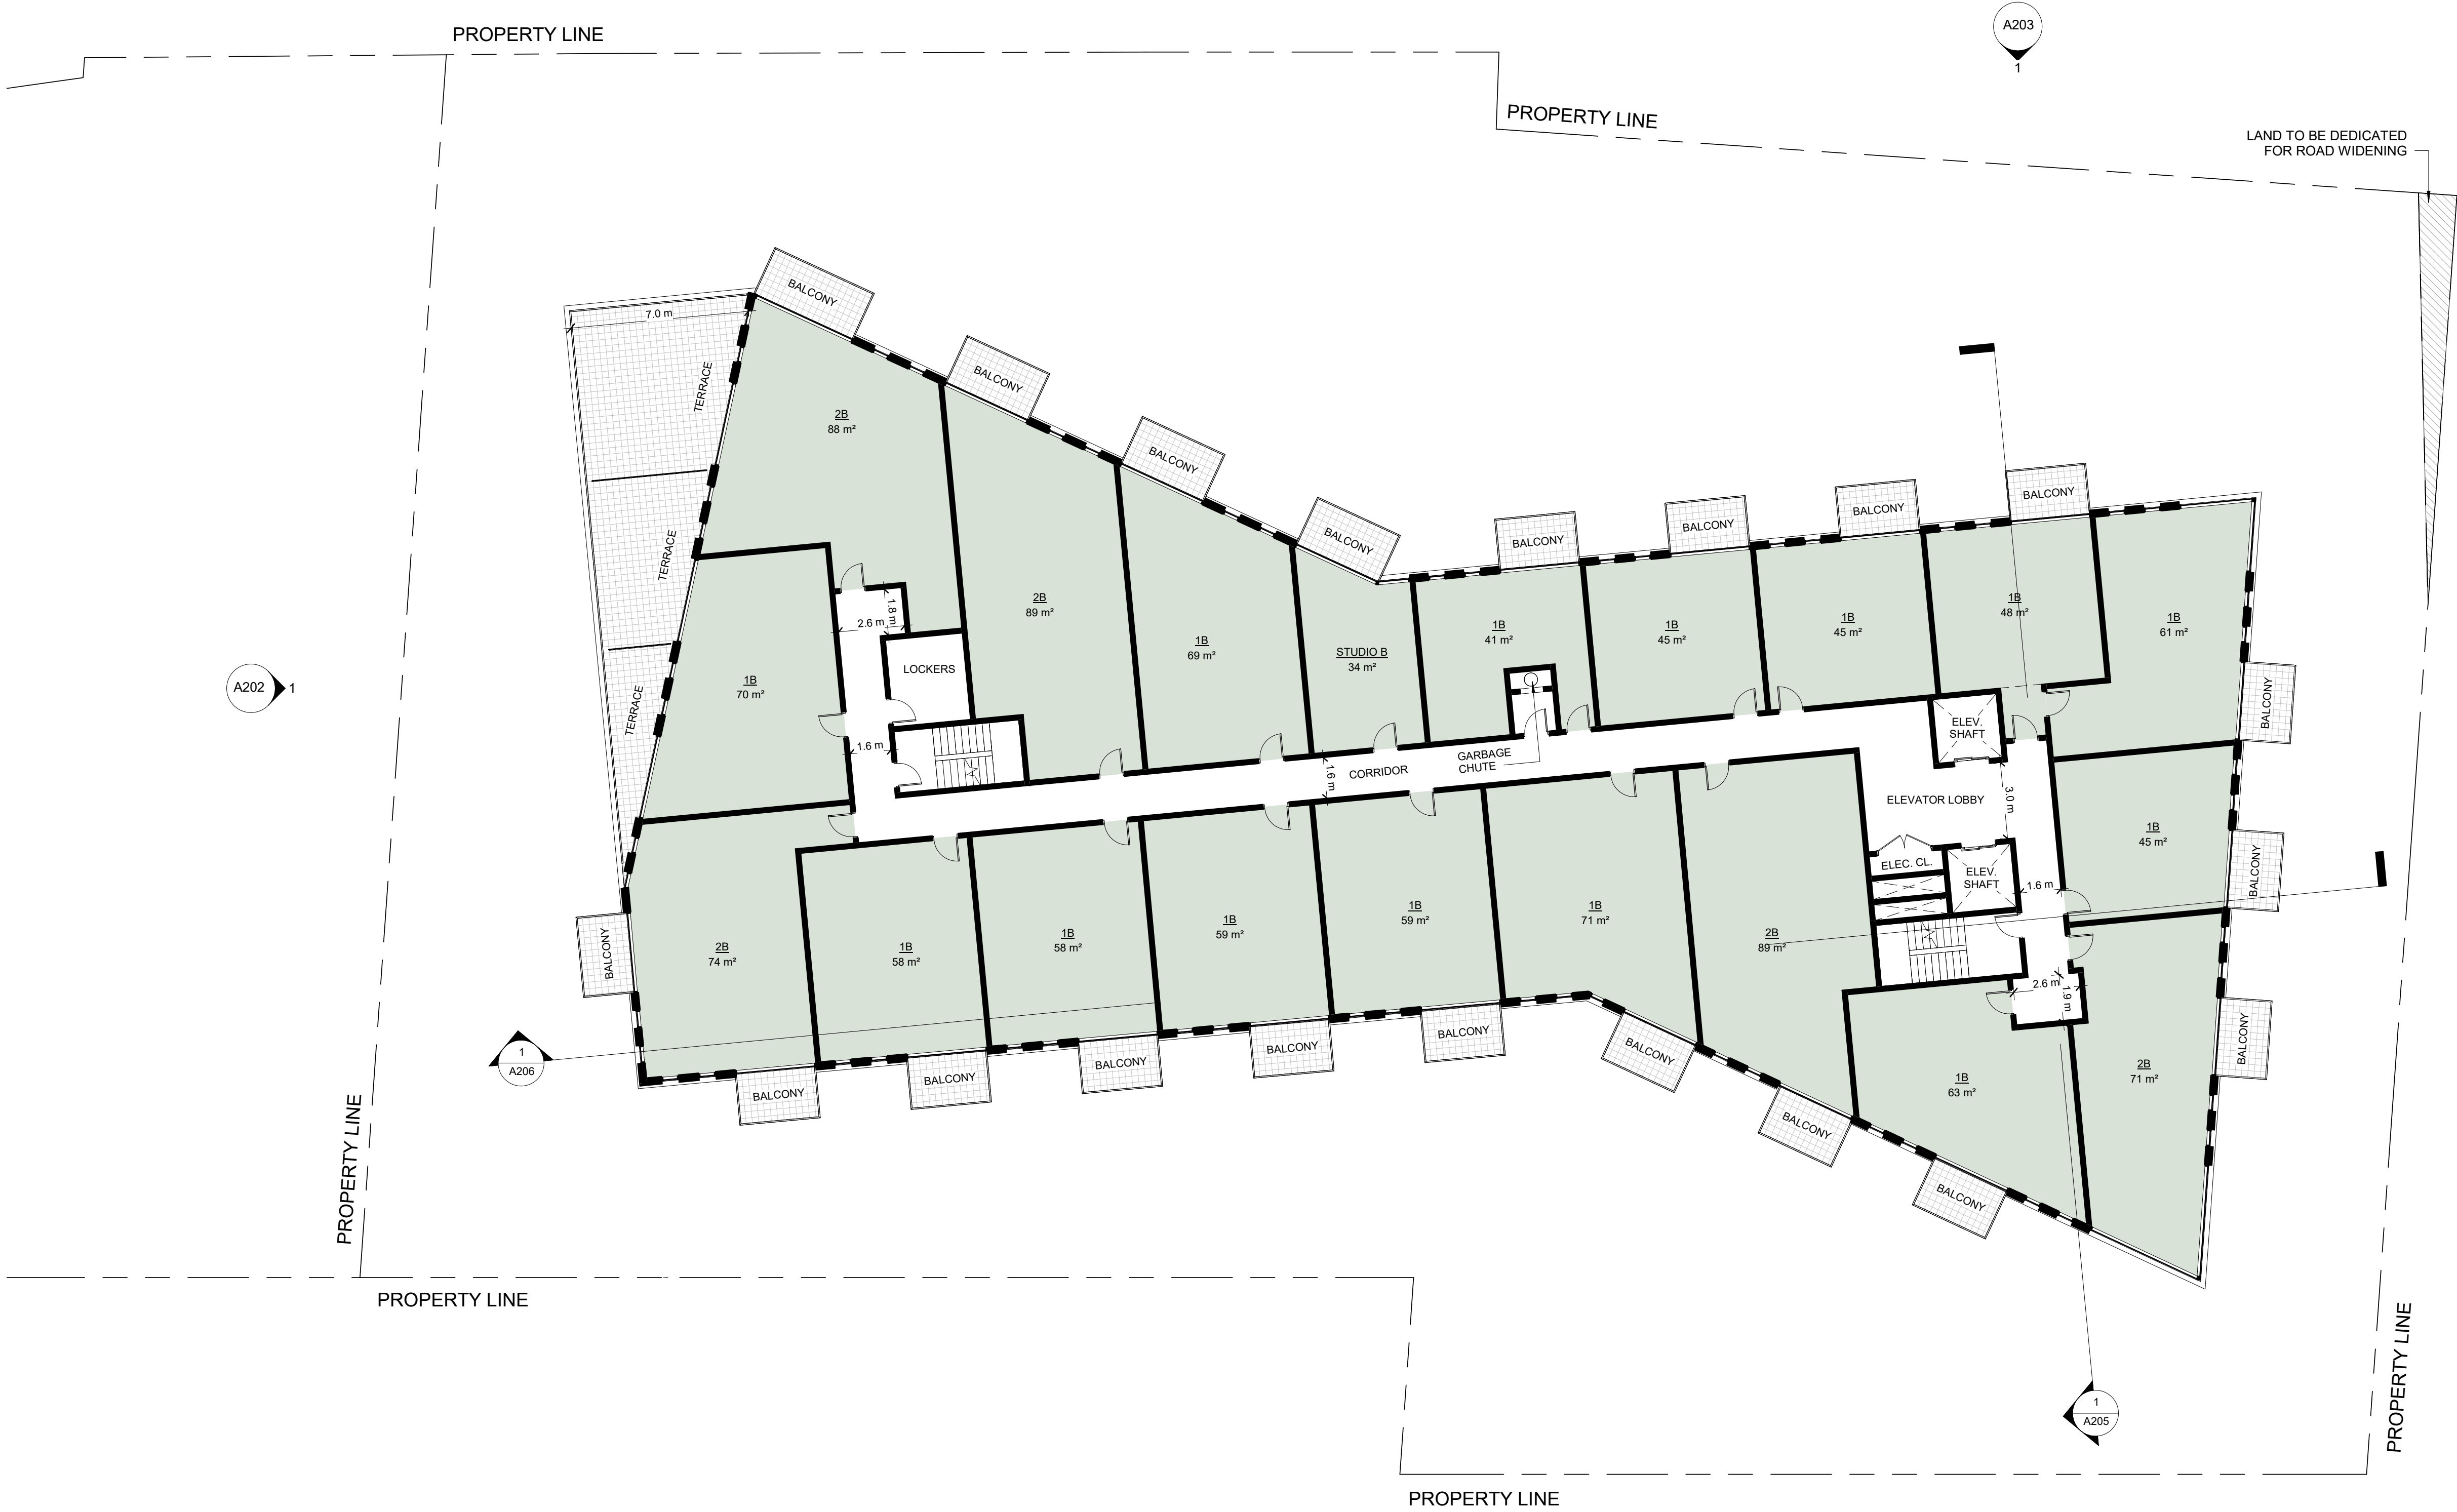 PROPERTY LINE
A203
1
PROPERTY LINE
LAND TO BE DEDICATED
FOR ROAD WIDENING
BALCONY
7.0 m
BALCONY
TERRACE
2B
88 m²
BALCONY
BALCONY
BALCONY
BALCONY
BALCONY
BALCONY
TERRACE
2B
89 m²
1.8 m
2.6 m
1B
69 m²
STUDIO B
34 m²
1B
41 m²
1B
45 m²
1B
45 m²
1B
48 m²
1B
61 m²
LOCKERS
A202
1
1B
70 m²
TERRACE
BALCONY
1.6 m
ELEV.
SHAFT
1.6 m
CORRIDOR
GARBAGE
CHUTE
ELEVATOR LOBBY
3.0 m
1B
45 m²
ELEC. CL.
ELEV.
SHAFT
1.6 m
BALCONY
BALCONY
2B
74 m²
1B
58 m²
1B
58 m²
1B
59 m²
1B
59 m²
1B
71 m²
2B
89 m²
2.6 m
1.9 m
BALCONY
1
A206
BALCONY
BALCONY
BALCONY
BALCONY
BALCONY
BALCONY
1B
63 m²
2B
71 m²
BALCONY
BALCONY
PROPERTY LINE
PROPERTY LINE
PROPERTY LINE
1
A205
PROPERTY LINE